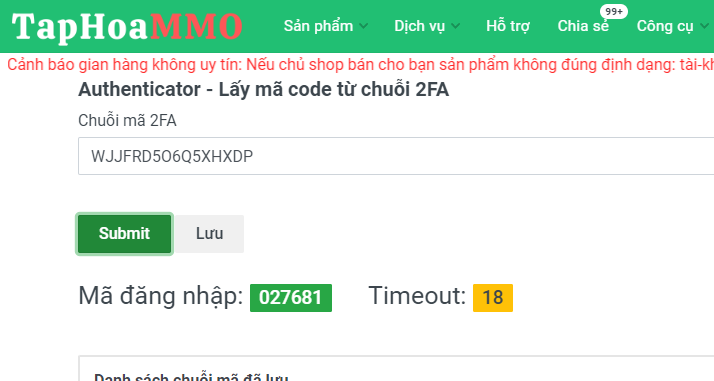 TapHoaMMO Sản phẩm Dịch vụ Hỗ trợ Chia sẻ 99+ Công cụ
Cảnh báo gian hàng không uy tín: Nếu chủ shop bán cho bạn sản phẩm không đúng định dạng: tài-kh
Authenticator - Lấy mã code từ chuỗi 2FA
Chuỗi mã 2FA
WJJFRD5O6Q5XHXDP
Submit Lưu
Mã đăng nhập: 027681 Timeout: 18
Danh sách chuỗi mã đã lưu